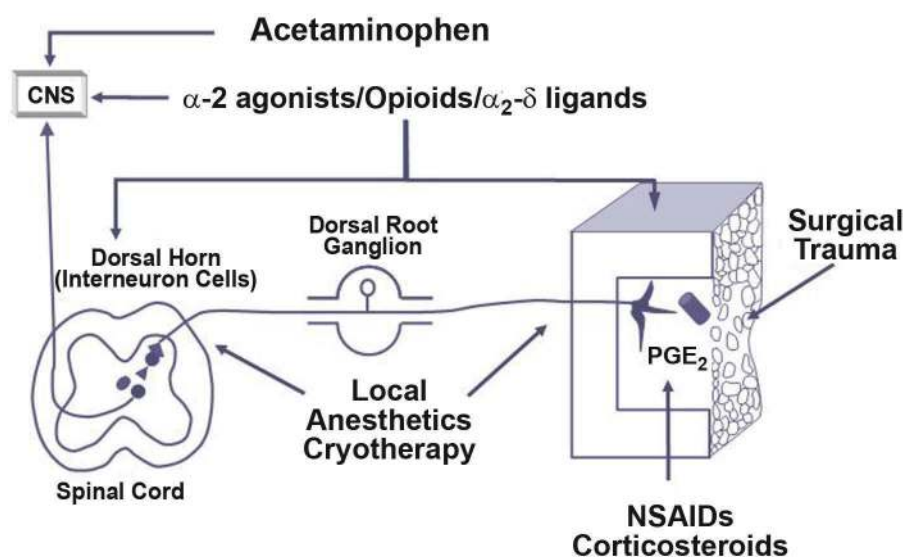 Acetaminophen
CNS
α-2 agonists/Opioids/α₂-δ ligands
Dorsal Root
Ganglion
Surgical
Trauma
Dorsal Horn
(Interneuron Cells)
PGE₂
Local
Anesthetics
Cryotherapy
Spinal Cord
NSAIDs
Corticosteroids